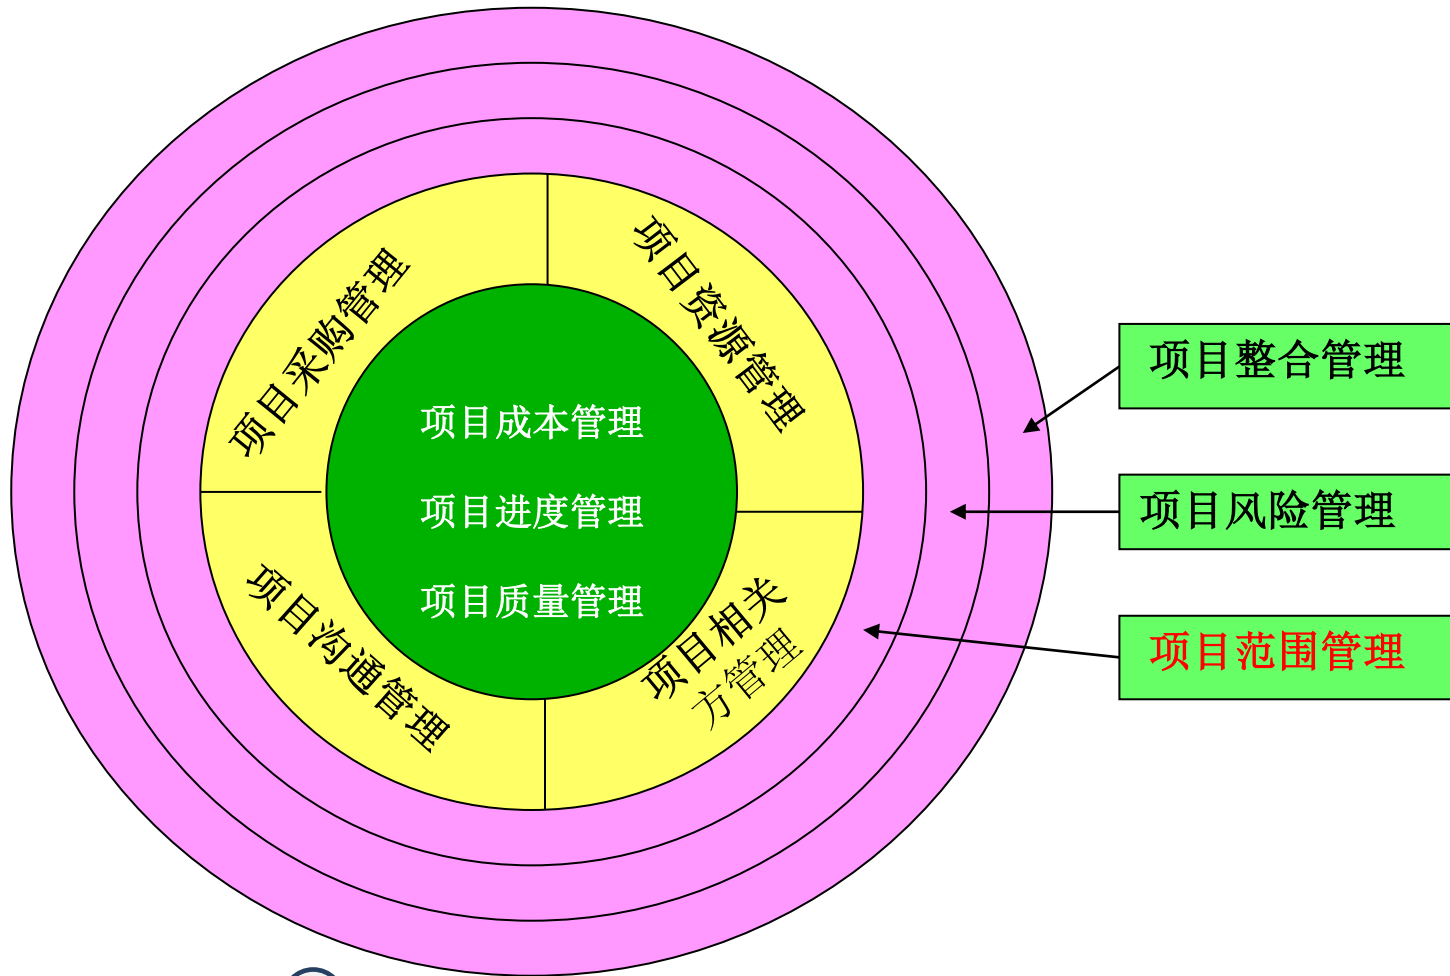 项目采购管理
项目资源管理
项目成本管理
项目进度管理
项目质量管理
项目沟通管理
项目相关
方管理
项目整合管理
项目风险管理
项目范围管理